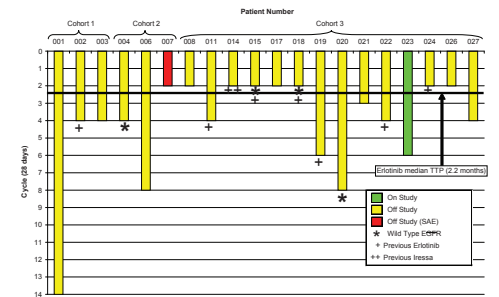 Patient Number
Cohort 1 Cohort 2 Cohort 3
001 002 003 004 006 007 008 011 014 015 017 018 019 020 021 022 023 024 026 027
Cycle (28 days)
0
1
2
++ * * +
+ +
3
4
+ * + +
5
6
+
Erlotinib median TTP (2.2 months)
7
8
*
9
10
11
12
13
14
On Study
Off Study
Off Study (SAE)
* Wild Type EGFR
+ Previous Erlotinib
++ Previous Iressa